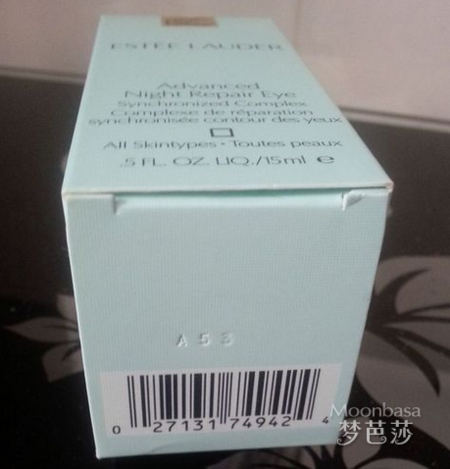 ESTĒE LAUDER
Advanced
Night Repair Eye
Synchronized Complex
Complexe de réparation
synchronisée contour des yeux
All Skintypes • Toutes peaux
.5 FL. OZ. LIQ./15ml ℮
A 5 3
0 27131 74942 4
Moonbasa
梦芭莎